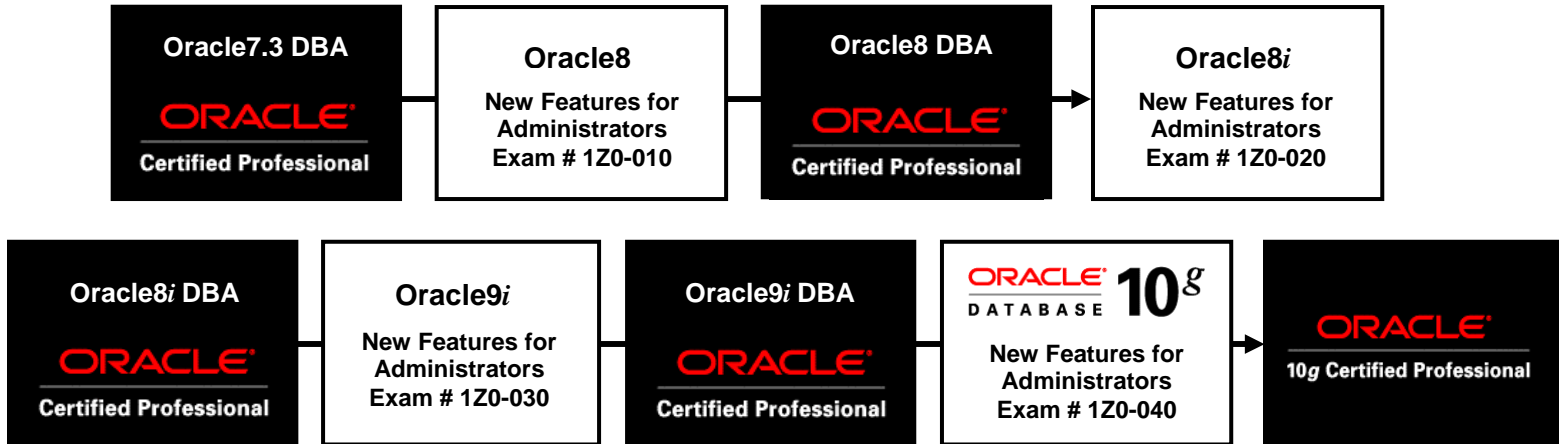 Oracle7.3 DBA
ORACLE®
Certified Professional
Oracle8
New Features for
Administrators
Exam # 1Z0-010
Oracle8 DBA
ORACLE®
Certified Professional
Oracle8i
New Features for
Administrators
Exam # 1Z0-020
Oracle8i DBA
ORACLE®
Certified Professional
Oracle9i
New Features for
Administrators
Exam # 1Z0-030
Oracle9i DBA
ORACLE®
Certified Professional
ORACLE®
DATABASE 10g
New Features for
Administrators
Exam # 1Z0-040
ORACLE®
10g Certified Professional